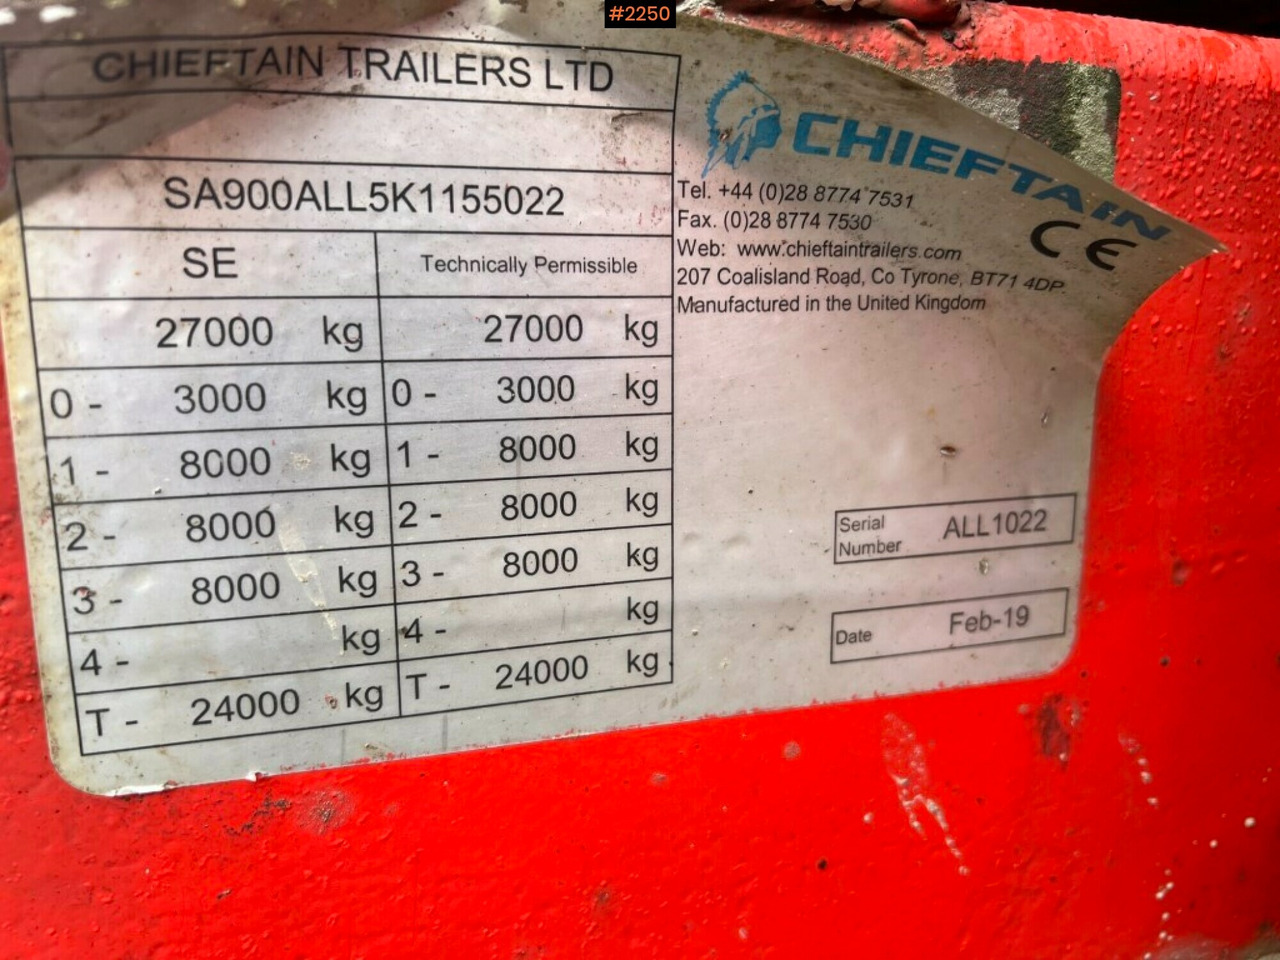 #2250
CHIEFTAIN TRAILERS LTD
SA900ALL5K1155022
SE Technically Permissible
27000 kg 27000 kg
0 - 3000 kg 0 - 3000 kg
1 - 8000 kg 1 - 8000 kg
2 - 8000 kg 2 - 8000 kg
3 - 8000 kg 3 - 8000 kg
4 - kg 4 - kg
T - 24000 kg T - 24000 kg
CHIEFTAIN
CE
Tel. +44 (0)28 8774 7531
Fax. (0)28 8774 7530
Web: www.chieftaintrailers.com
207 Coalisland Road, Co Tyrone, BT71 4DP
Manufactured in the United Kingdom
Serial Number ALL1022
Date Feb-19